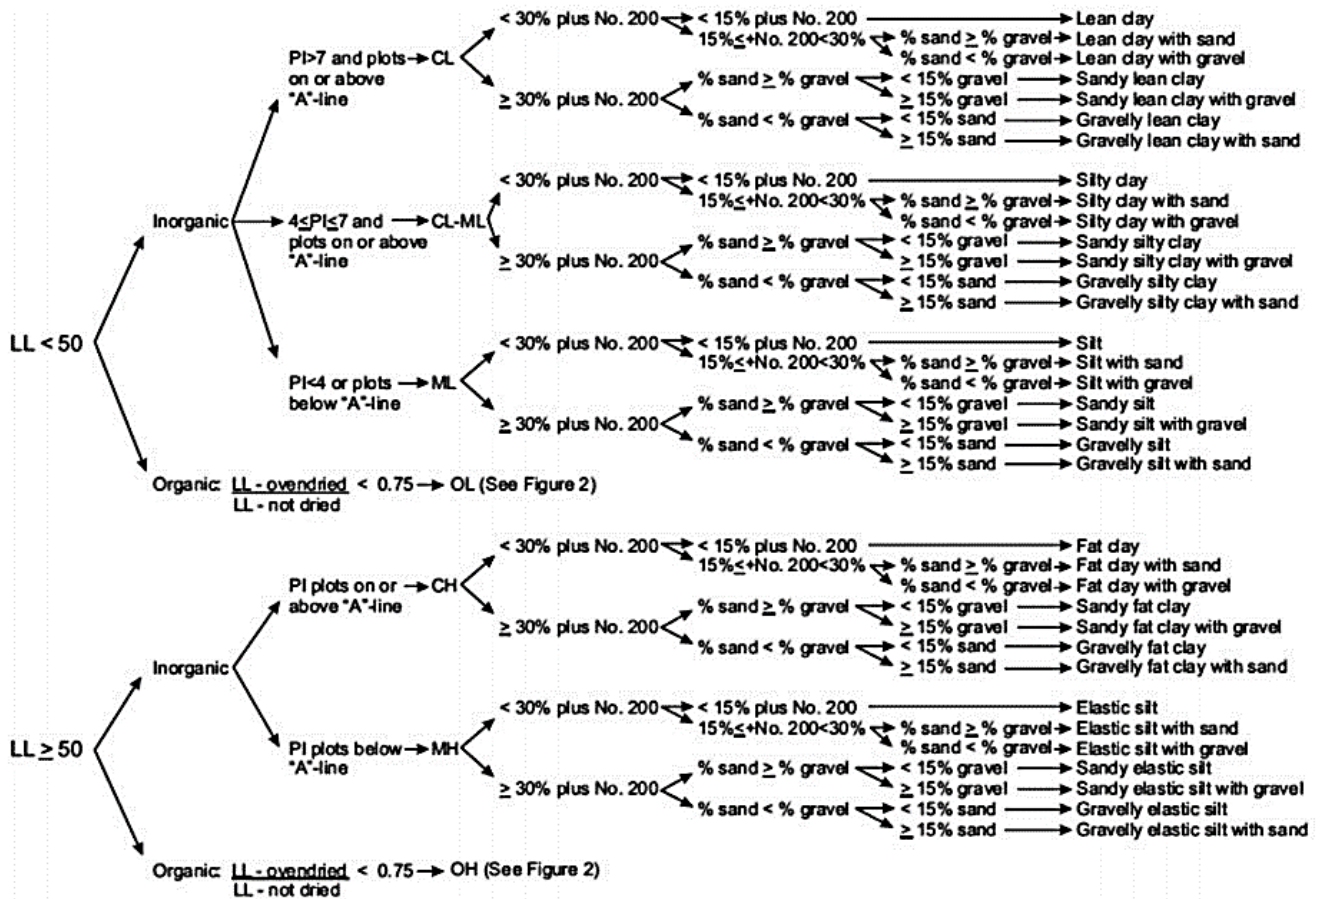 < 30% plus No. 200 < 15% plus No. 200 Lean clay
15%≤+No. 200<30% % sand ≥ % gravel Lean clay with sand
PI>7 and plots CL % sand < % gravel Lean clay with gravel
on or above % sand ≥ % gravel < 15% gravel Sandy lean clay
"A"-line ≥ 30% plus No. 200 ≥ 15% gravel Sandy lean clay with gravel
% sand < % gravel < 15% sand Gravelly lean clay
≥ 15% sand Gravelly lean clay with sand
< 30% plus No. 200 < 15% plus No. 200 Silty clay
15%≤+No. 200<30% % sand ≥ % gravel Silty clay with sand
Inorganic 4≤PI≤7 and CL-ML % sand < % gravel Silty clay with gravel
plots on or above % sand ≥ % gravel < 15% gravel Sandy silty clay
"A"-line ≥ 30% plus No. 200 ≥ 15% gravel Sandy silty clay with gravel
% sand < % gravel < 15% sand Gravelly silty clay
≥ 15% sand Gravelly silty clay with sand
LL < 50 < 30% plus No. 200 < 15% plus No. 200 Silt
15%≤+No. 200<30% % sand ≥ % gravel Silt with sand
PI<4 or plots ML % sand < % gravel Silt with gravel
below "A"-line % sand ≥ % gravel < 15% gravel Sandy silt
≥ 30% plus No. 200 ≥ 15% gravel Sandy silt with gravel
% sand < % gravel < 15% sand Gravelly silt
≥ 15% sand Gravelly silt with sand
Organic: LL - ovendried < 0.75 OL (See Figure 2)
LL - not dried
< 30% plus No. 200 < 15% plus No. 200 Fat clay
15%≤+No. 200<30% % sand ≥ % gravel Fat clay with sand
PI plots on or CH % sand < % gravel Fat clay with gravel
above "A"-line % sand ≥ % gravel < 15% gravel Sandy fat clay
≥ 30% plus No. 200 ≥ 15% gravel Sandy fat clay with gravel
% sand < % gravel < 15% sand Gravelly fat clay
Inorganic ≥ 15% sand Gravelly fat clay with sand
< 30% plus No. 200 < 15% plus No. 200 Elastic silt
15%≤+No. 200<30% % sand ≥ % gravel Elastic silt with sand
LL ≥ 50 PI plots below MH % sand < % gravel Elastic silt with gravel
"A"-line % sand ≥ % gravel < 15% gravel Sandy elastic silt
≥ 30% plus No. 200 ≥ 15% gravel Sandy elastic silt with gravel
% sand < % gravel < 15% sand Gravelly elastic silt
≥ 15% sand Gravelly elastic silt with sand
Organic: LL - ovendried < 0.75 OH (See Figure 2)
LL - not dried